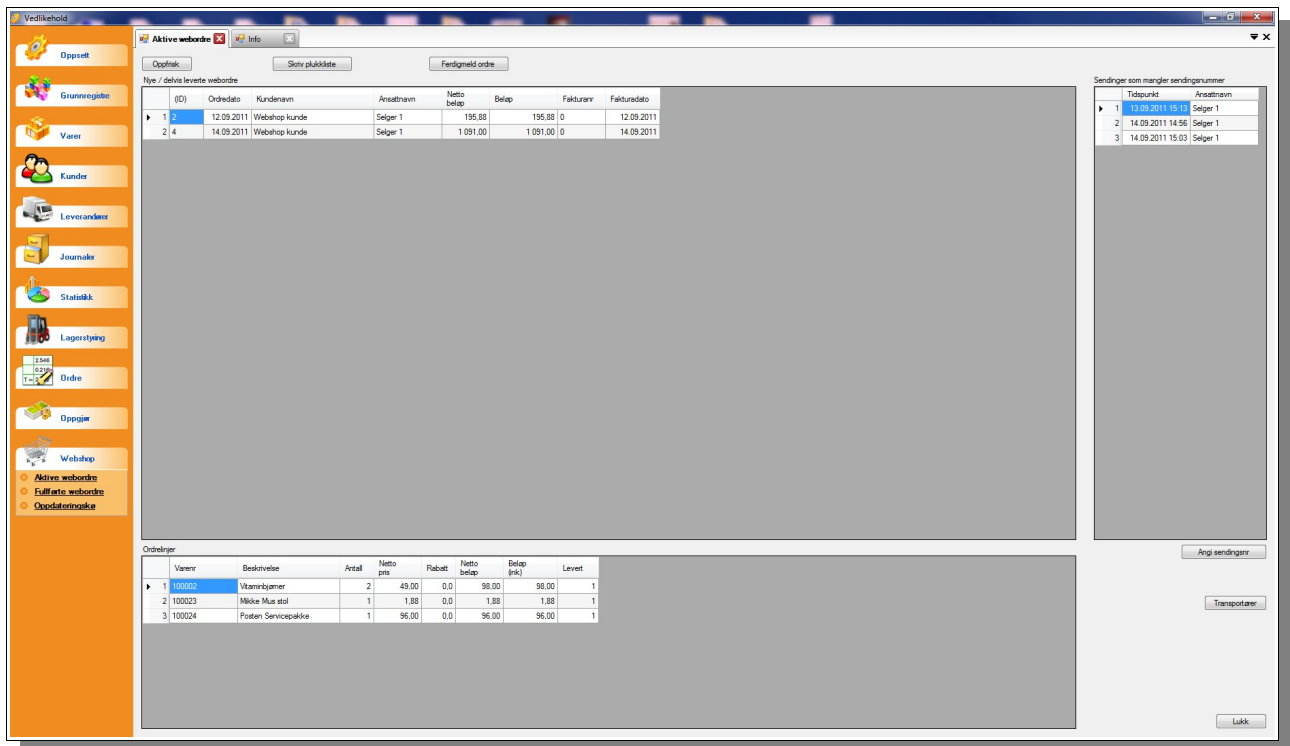 Vedlikehold
Aktive webordre
Info
Oppsett
Grunnregistre
Varer
Kunder
Leverandører
Journaler
Statistikk
Lagerstyring
Ordre
Oppgjør
Webshop
Aktive webordre
Fullførte webordre
Oppdateringskø
Oppfrisk
Skriv plukkliste
Ferdigmeld ordre
Nye / delvis leverte webordre
(ID) Ordredato Kundenavn Ansattnavn Netto beløp Beløp Fakturanr Fakturadato
1 2 12.09.2011 Webshop kunde Selger 1 195,88 195,88 0 12.09.2011
2 4 14.09.2011 Webshop kunde Selger 1 1 091,00 1 091,00 0 14.09.2011
Sendinger som mangler sendingsnummer
Tidspunkt Ansattnavn
1 13.09.2011 15:13 Selger 1
2 14.09.2011 14:56 Selger 1
3 14.09.2011 15:03 Selger 1
Ordrelinjer
Varenr Beskrivelse Antall Netto pris Rabatt Netto beløp Beløp (ink) Levert
1 100002 Vitaminbjørner 2 49,00 0,0 98,00 98,00 1
2 100023 Mikke Mus stol 1 1,88 0,0 1,88 1,88 1
3 100024 Posten Servicepakke 1 96,00 0,0 96,00 96,00 1
Angi sendingsnr
Transportører
Lukk